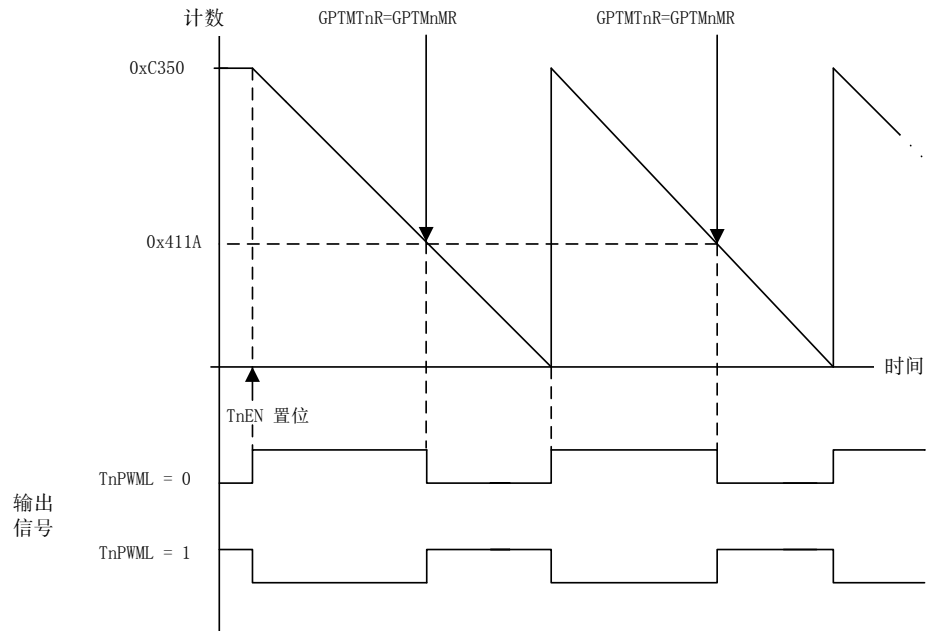 计数
GPTMTnR=GPTMnMR
GPTMTnR=GPTMnMR
0xC350
0x411A
时间
TnEN 置位
TnPWML = 0
输出
信号
TnPWML = 1